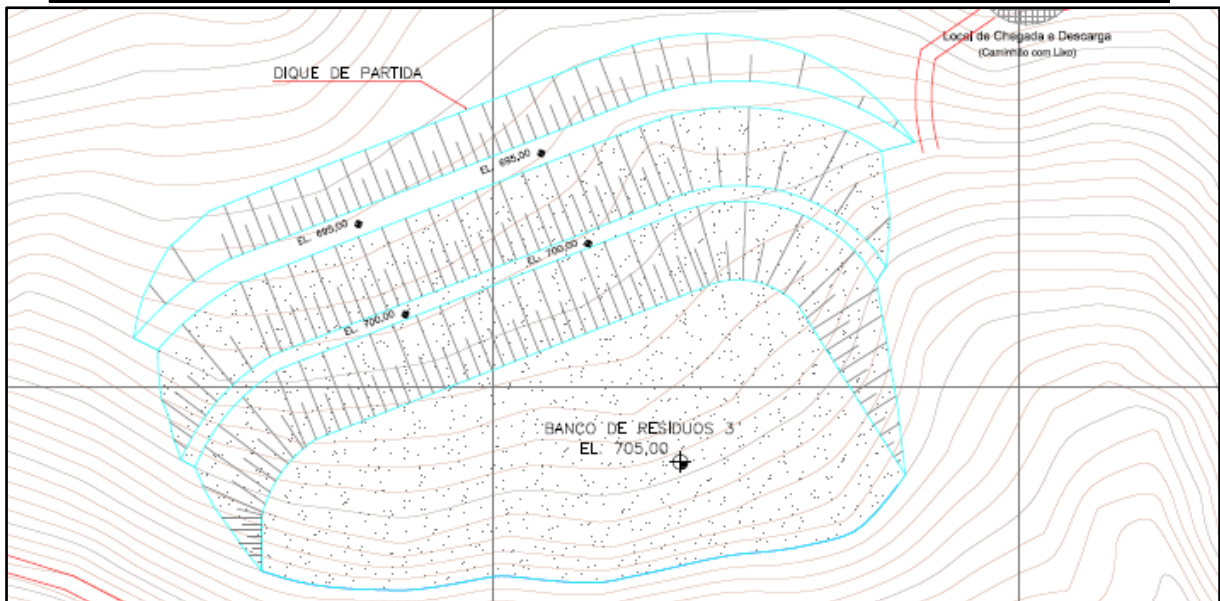 Local de Chegada e Descarga
(Caminhão com Lixo)
DIQUE DE PARTIDA
EL. 695,00
EL. 695,00
EL. 700,00
EL. 700,00
BANCO DE RESÍDUOS 3
EL. 705,00